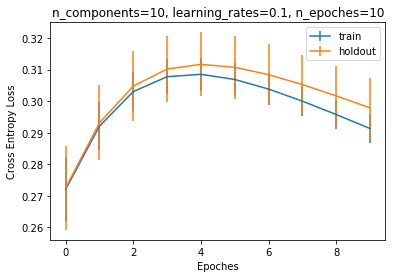 n_components=10, learning_rates=0.1, n_epoches=10
train
holdout
0.32
0.31
0.30
0.29
0.28
0.27
0.26
Cross Entropy Loss
0 2 4 6 8
Epoches